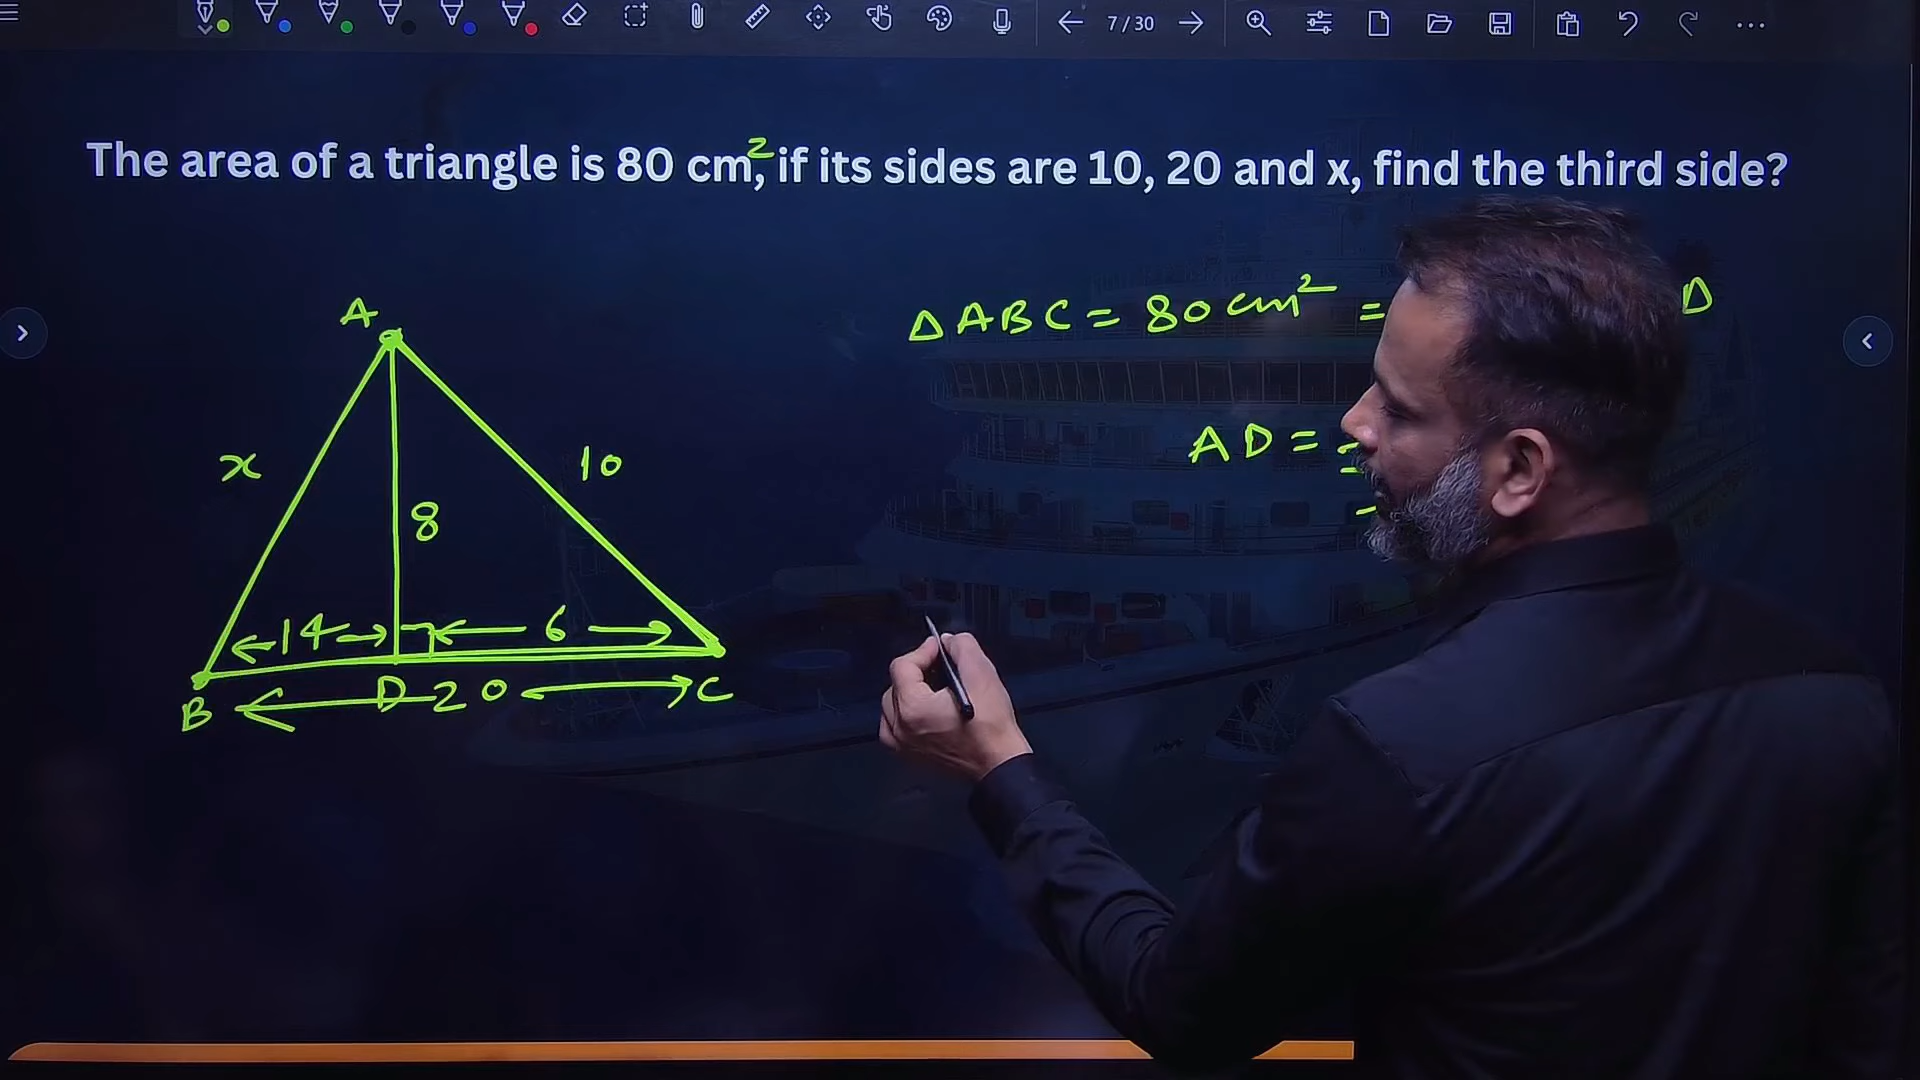 7 / 30
The area of a triangle is 80 cm², if its sides are 10, 20 and x, find the third side?
△ABC = 80 cm² = D
A
AD =
x
10
8
14
6
B
D
20
C